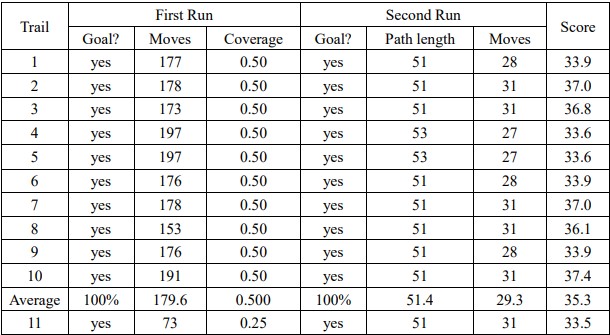 Trail First Run Second Run Score
Goal? Moves Coverage Goal? Path length Moves
1 yes 177 0.50 yes 51 28 33.9
2 yes 178 0.50 yes 51 31 37.0
3 yes 173 0.50 yes 51 31 36.8
4 yes 197 0.50 yes 53 27 33.6
5 yes 197 0.50 yes 53 27 33.6
6 yes 176 0.50 yes 51 28 33.9
7 yes 178 0.50 yes 51 31 37.0
8 yes 153 0.50 yes 51 31 36.1
9 yes 176 0.50 yes 51 28 33.9
10 yes 191 0.50 yes 51 31 37.4
Average 100% 179.6 0.500 100% 51.4 29.3 35.3
11 yes 73 0.25 yes 51 31 33.5